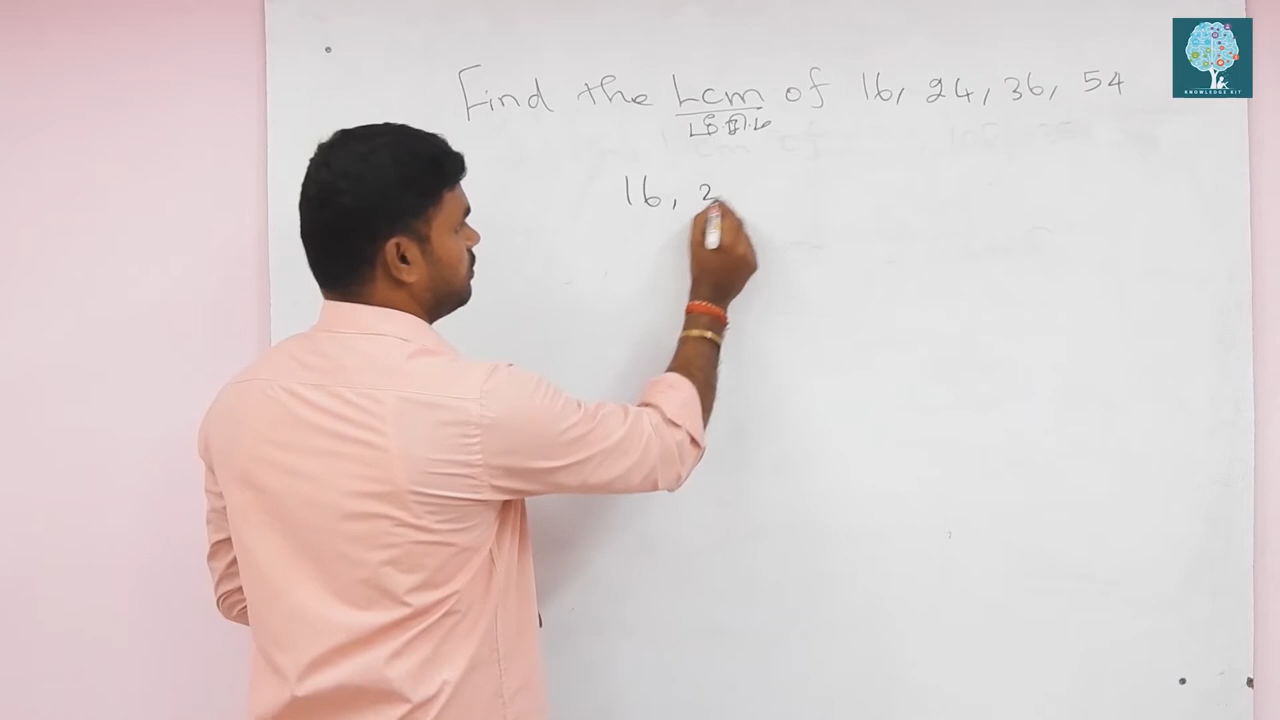 Find the Lcm of 16, 24, 36, 54
16, 2
KNOWLEDGE KIT